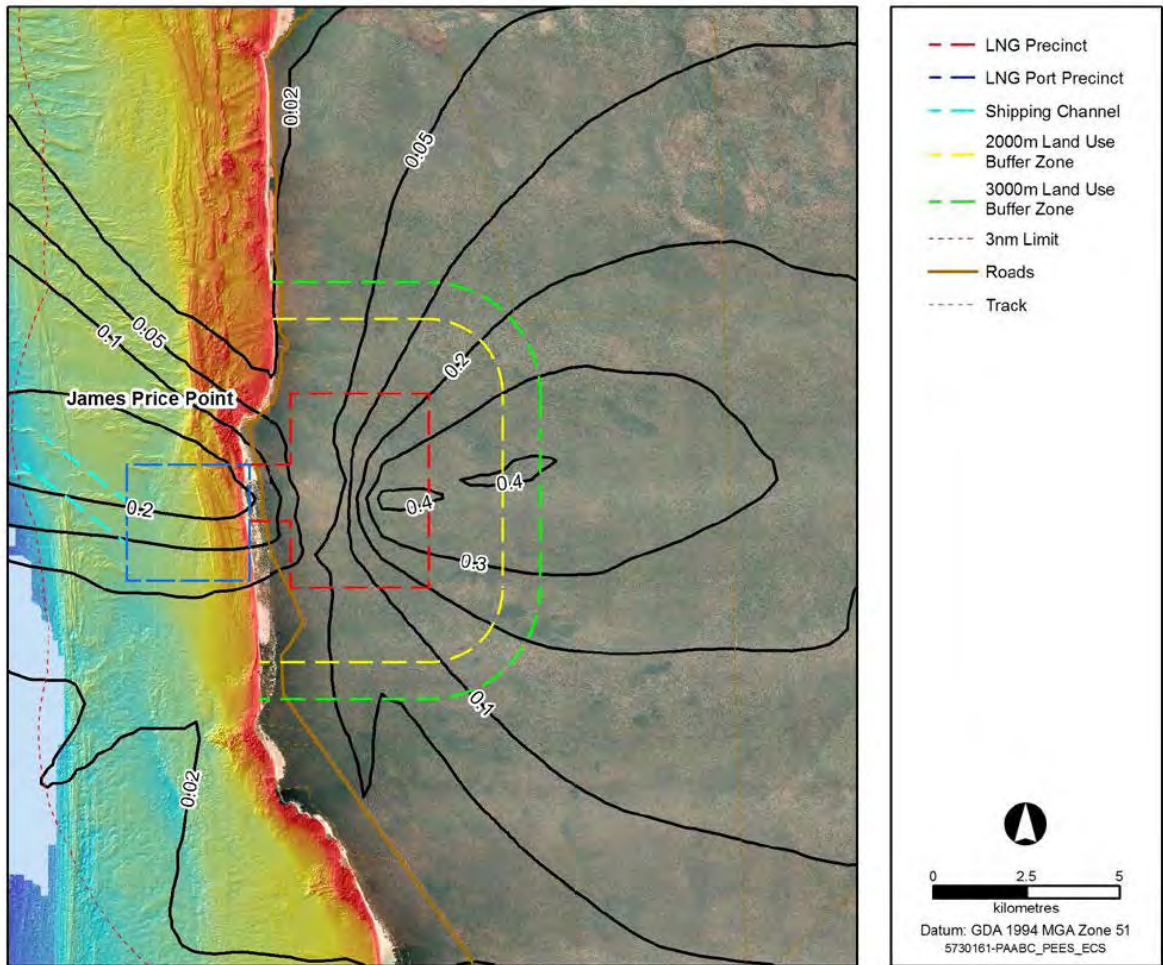 0.02
0.05
0.05
0.1
0.2
James Price Point
0.4
0.4
0.2
0.3
0.1
0.02
LNG Precinct
LNG Port Precinct
Shipping Channel
2000m Land Use
Buffer Zone
3000m Land Use
Buffer Zone
3nm Limit
Roads
Track
0 2.5 5
kilometres
Datum: GDA 1994 MGA Zone 51
5730161-PAABC_PEES_ECS